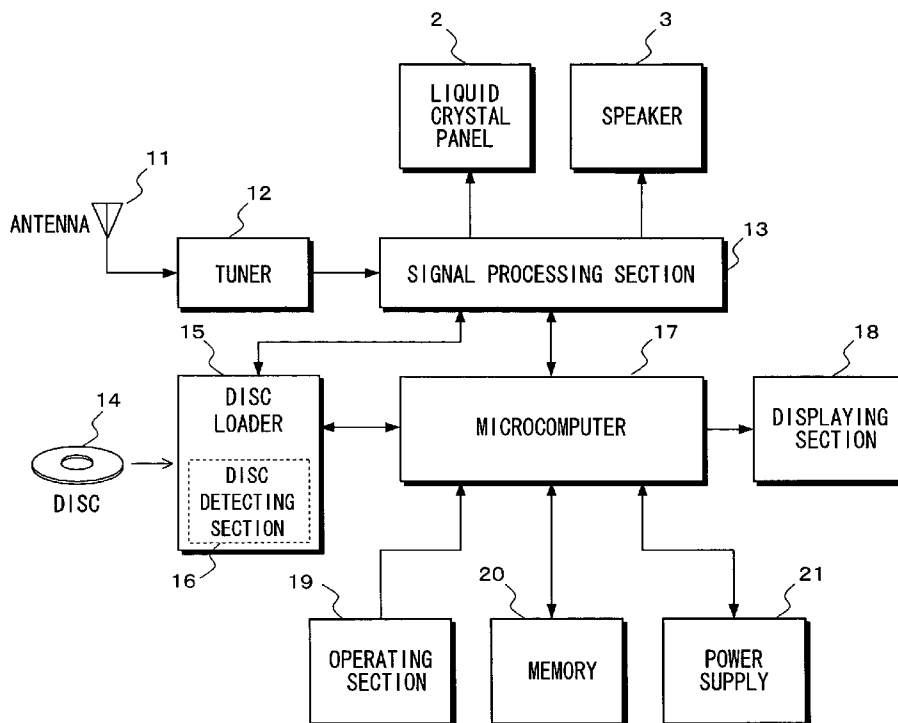 2
3
LIQUID
CRYSTAL
PANEL
SPEAKER
11
12
ANTENNA
TUNER
SIGNAL PROCESSING SECTION
13
15
17
18
14
DISC
LOADER
MICROCOMPUTER
DISPLAYING
SECTION
DISC
DISC
DETECTING
SECTION
16
19
20
21
OPERATING
SECTION
MEMORY
POWER
SUPPLY